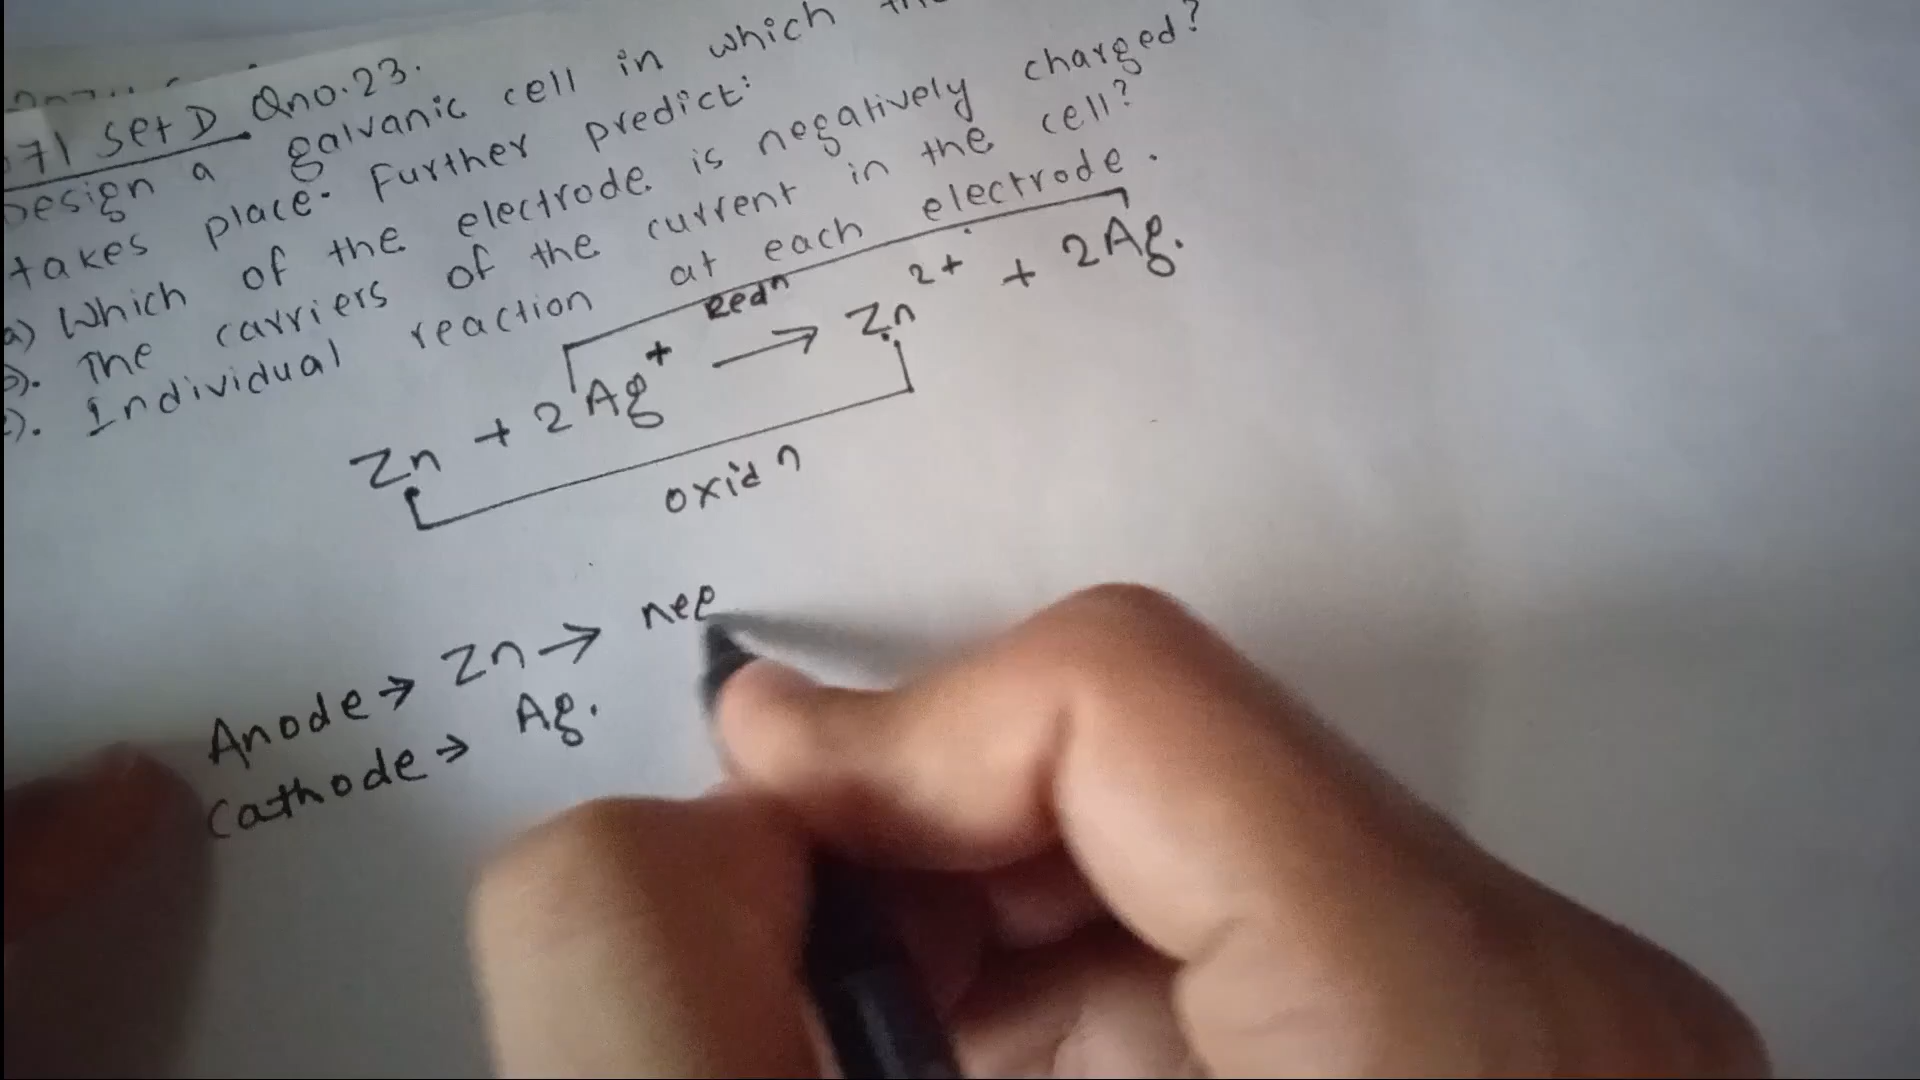 71 Set D Qno.23.
Design a galvanic cell in which
takes place. Further predict:
a) Which of the electrode is negatively charged?
b). The carriers of the current in the cell?
c). Individual reaction at each electrode.
Redn
Zn + 2Ag⁺ → Zn²⁺ + 2Ag.
oxidn
Anode → Zn → neg
Cathode → Ag.